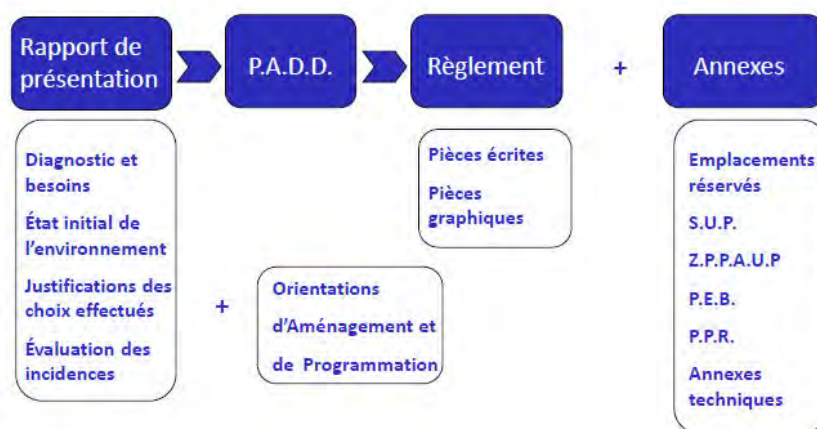 Rapport de
présentation
P.A.D.D.
Règlement
+
Annexes
Diagnostic et
besoins
État initial de
l'environnement
Justifications des
choix effectués
Évaluation des
incidences
+
Orientations
d'Aménagement et
de Programmation
Pièces écrites
Pièces
graphiques
Emplacements
réservés
S.U.P.
Z.P.P.A.U.P
P.E.B.
P.P.R.
Annexes
techniques